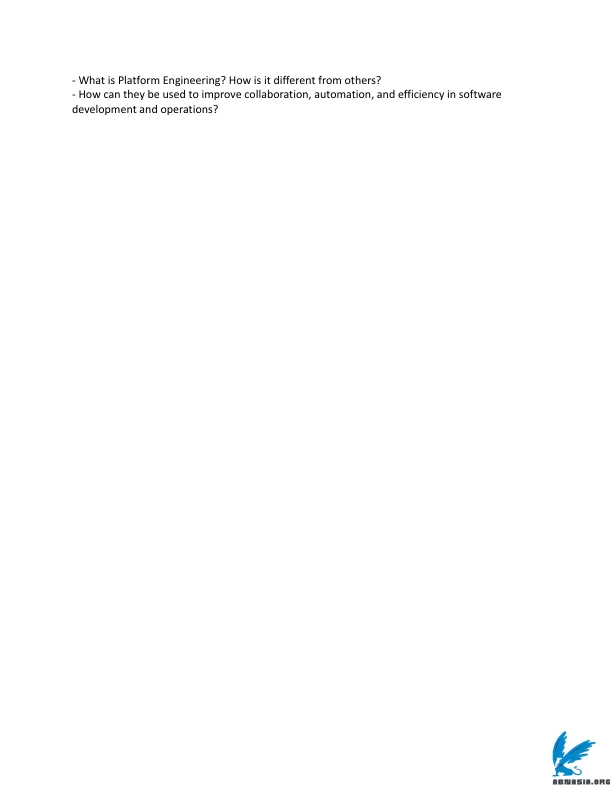 - What is Platform Engineering? How is it different from others?
- How can they be used to improve collaboration, automation, and efficiency in software
development and operations?
ABNASIA.ORG